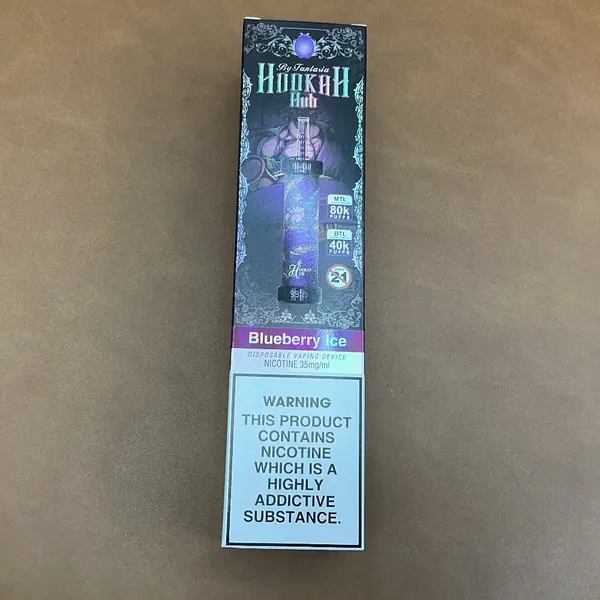 By Fantasia
HOOKAH
Hub
MTL
80k
PUFFS
DTL
40k
PUFFS
21
Blueberry Ice
DISPOSABLE VAPING DEVICE
NICOTINE 35mg/ml
WARNING
THIS PRODUCT
CONTAINS
NICOTINE
WHICH IS A
HIGHLY
ADDICTIVE
SUBSTANCE.